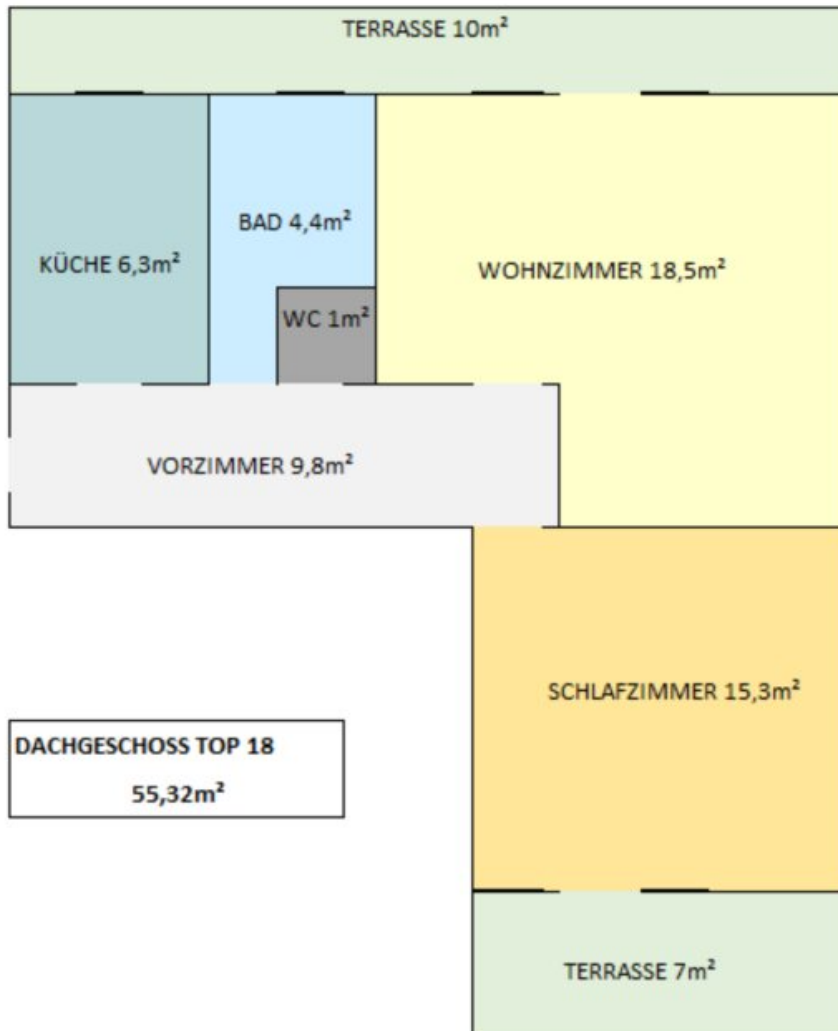 TERRASSE 10m²
BAD 4,4m²
KÜCHE 6,3m²
WOHNZIMMER 18,5m²
WC 1m²
VORZIMMER 9,8m²
SCHLAFZIMMER 15,3m²
DACHGESCHOSS TOP 18
55,32m²
TERRASSE 7m²